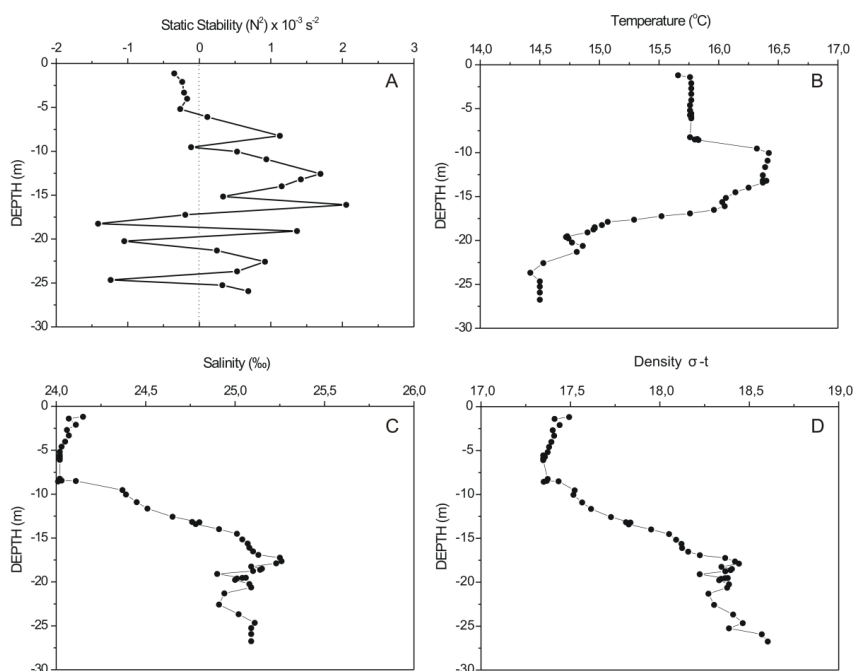 Static Stability (N²) x 10⁻³ s⁻²
-2 -1 0 1 2 3
0
-5
-10
-15
-20
-25
-30
DEPTH (m)
A
Temperature (°C)
14,0 14,5 15,0 15,5 16,0 16,5 17,0
0
-5
-10
-15
-20
-25
-30
DEPTH (m)
B
Salinity (‰)
24,0 24,5 25,0 25,5 26,0
0
-5
-10
-15
-20
-25
-30
DEPTH (m)
C
Density σ-t
17,0 17,5 18,0 18,5 19,0
0
-5
-10
-15
-20
-25
-30
DEPTH (m)
D